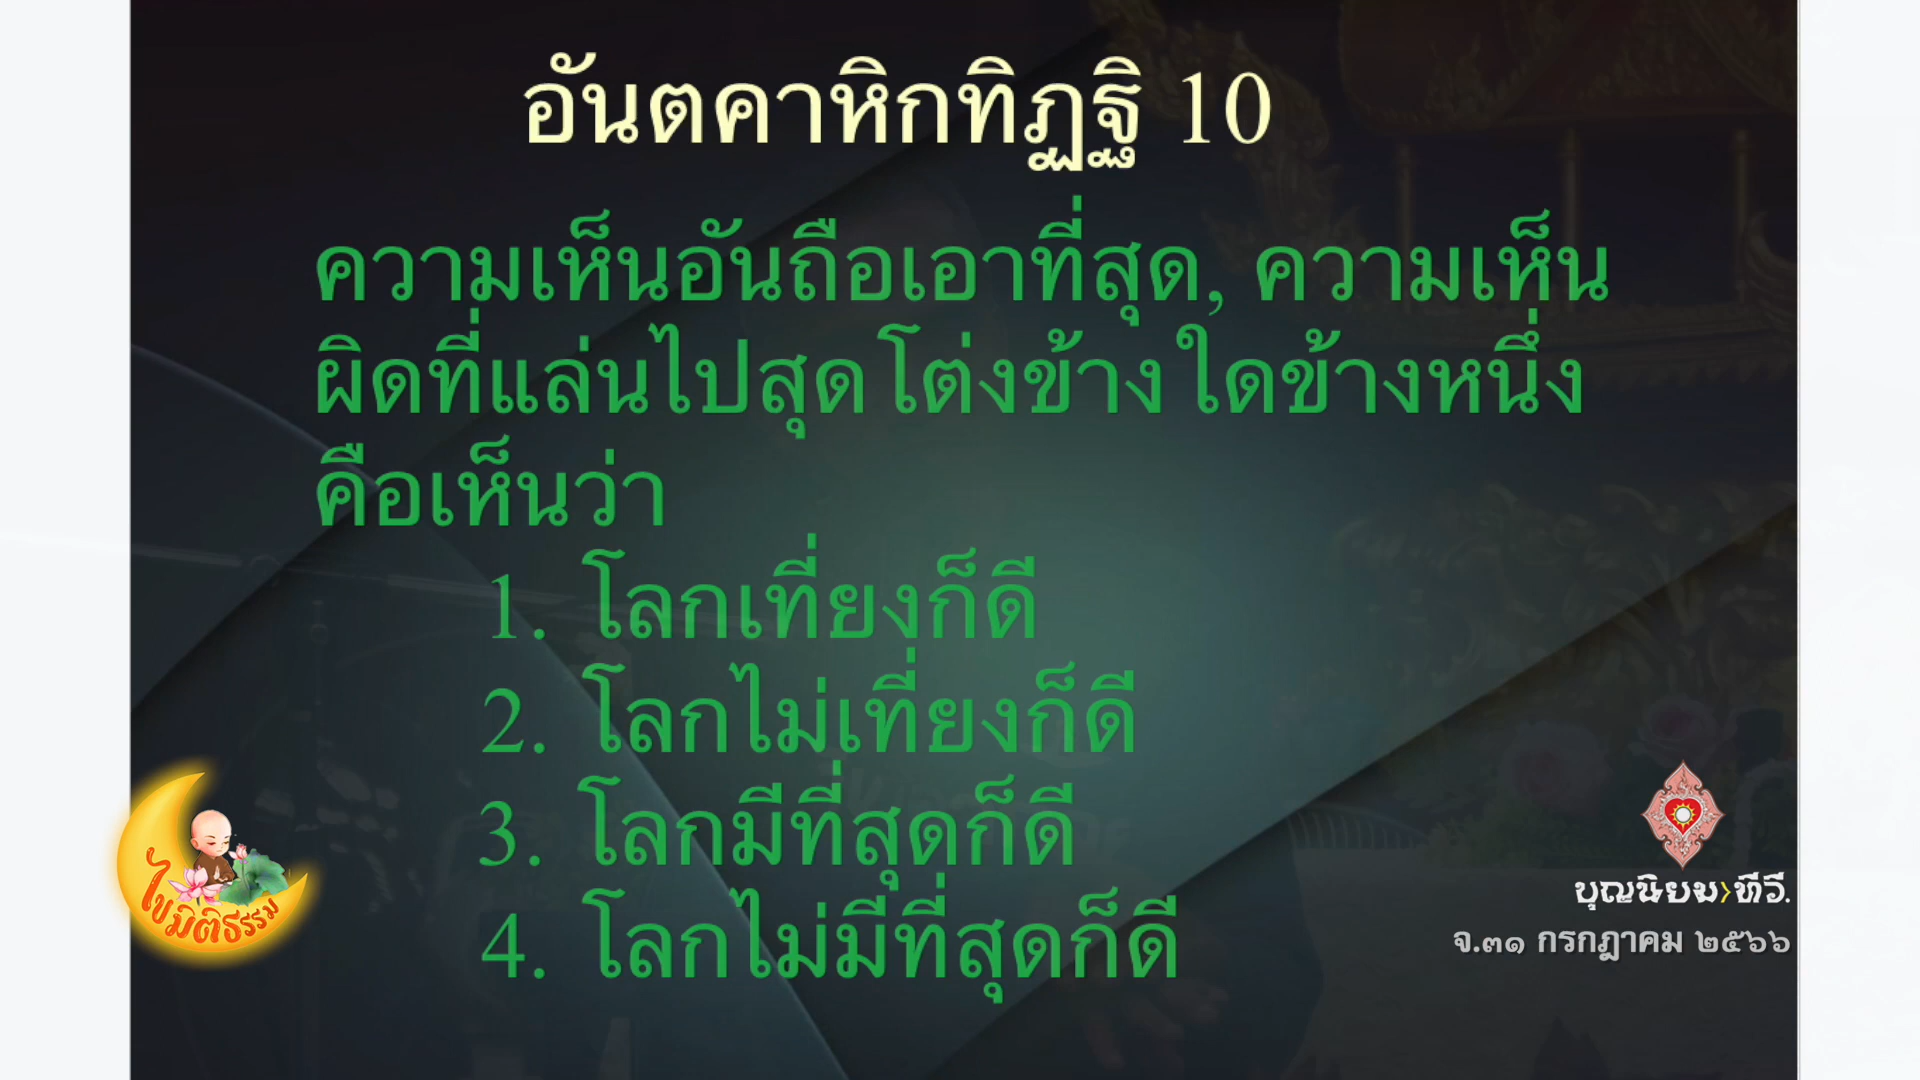 อันตคาหิกทิฏฐิ 10
ความเห็นอันถือเอาที่สุด, ความเห็น
ผิดที่แล่นไปสุดโต่งข้างใดข้างหนึ่ง
คือเห็นว่า
1. โลกเที่ยงก็ดี
2. โลกไม่เที่ยงก็ดี
3. โลกมีที่สุดก็ดี
4. โลกไม่มีที่สุดก็ดี
ไขมิติธรรม
บุญนิยม>ทีวี.
จ.๓๑ กรกฎาคม ๒๕๖๖